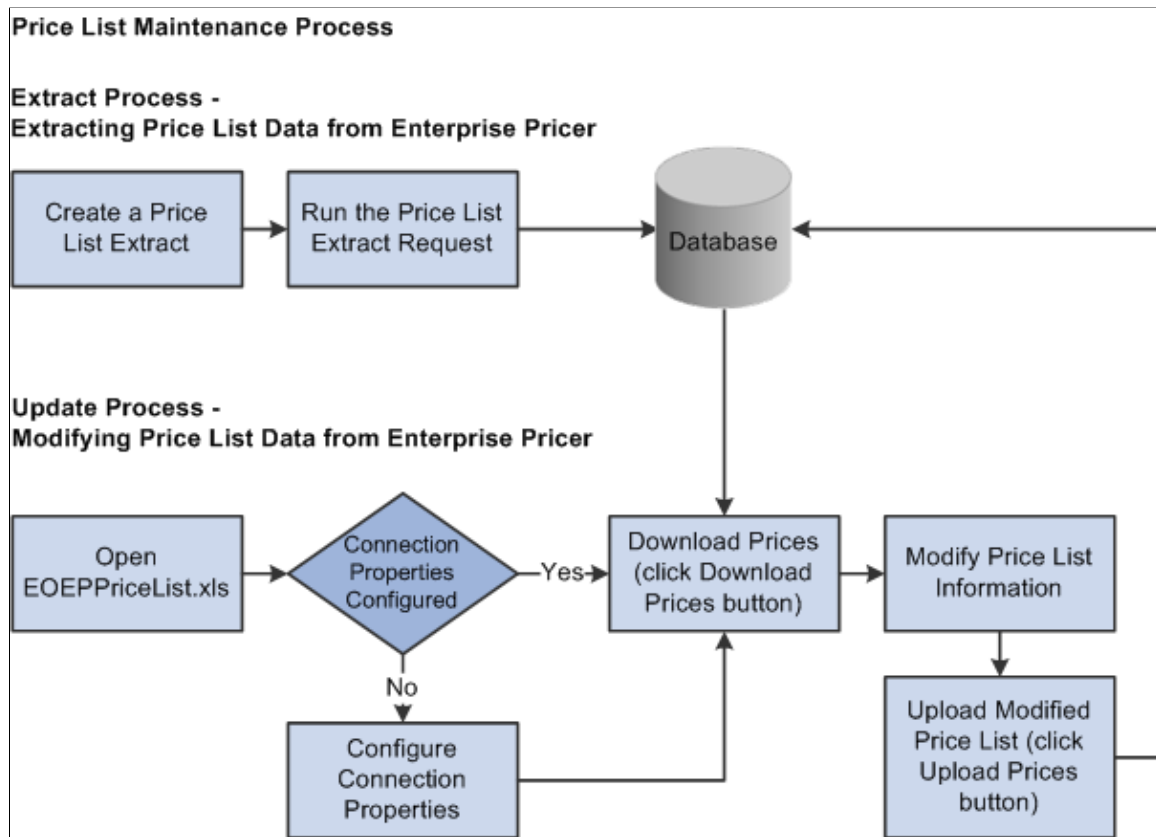 Price List Maintenance Process
Extract Process -
Extracting Price List Data from Enterprise Pricer
Create a Price
List Extract
Run the Price List
Extract Request
Database
Update Process -
Modifying Price List Data from Enterprise Pricer
Open
EOEPPriceList.xls
Connection
Properties
Configured
Yes
No
Configure
Connection
Properties
Download Prices
(click Download
Prices button)
Modify Price List
Information
Upload Modified
Price List (click
Upload Prices
button)